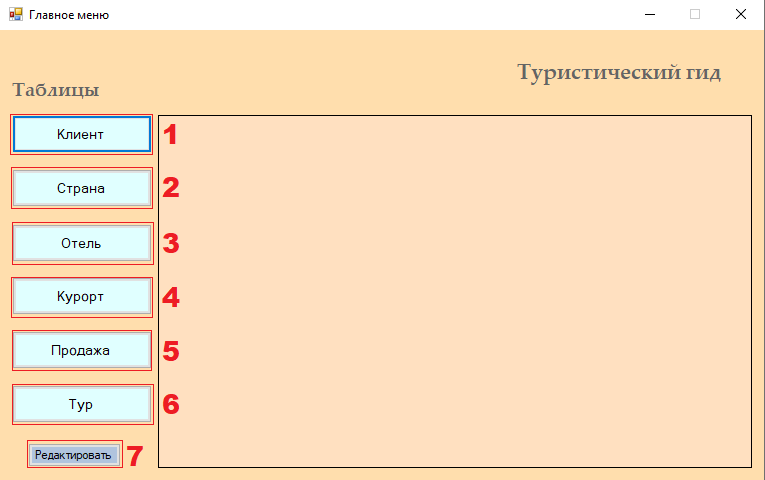 Главное меню
Туристический гид
Таблицы
Клиент 1
Страна 2
Отель 3
Курорт 4
Продажа 5
Тур 6
Редактировать 7